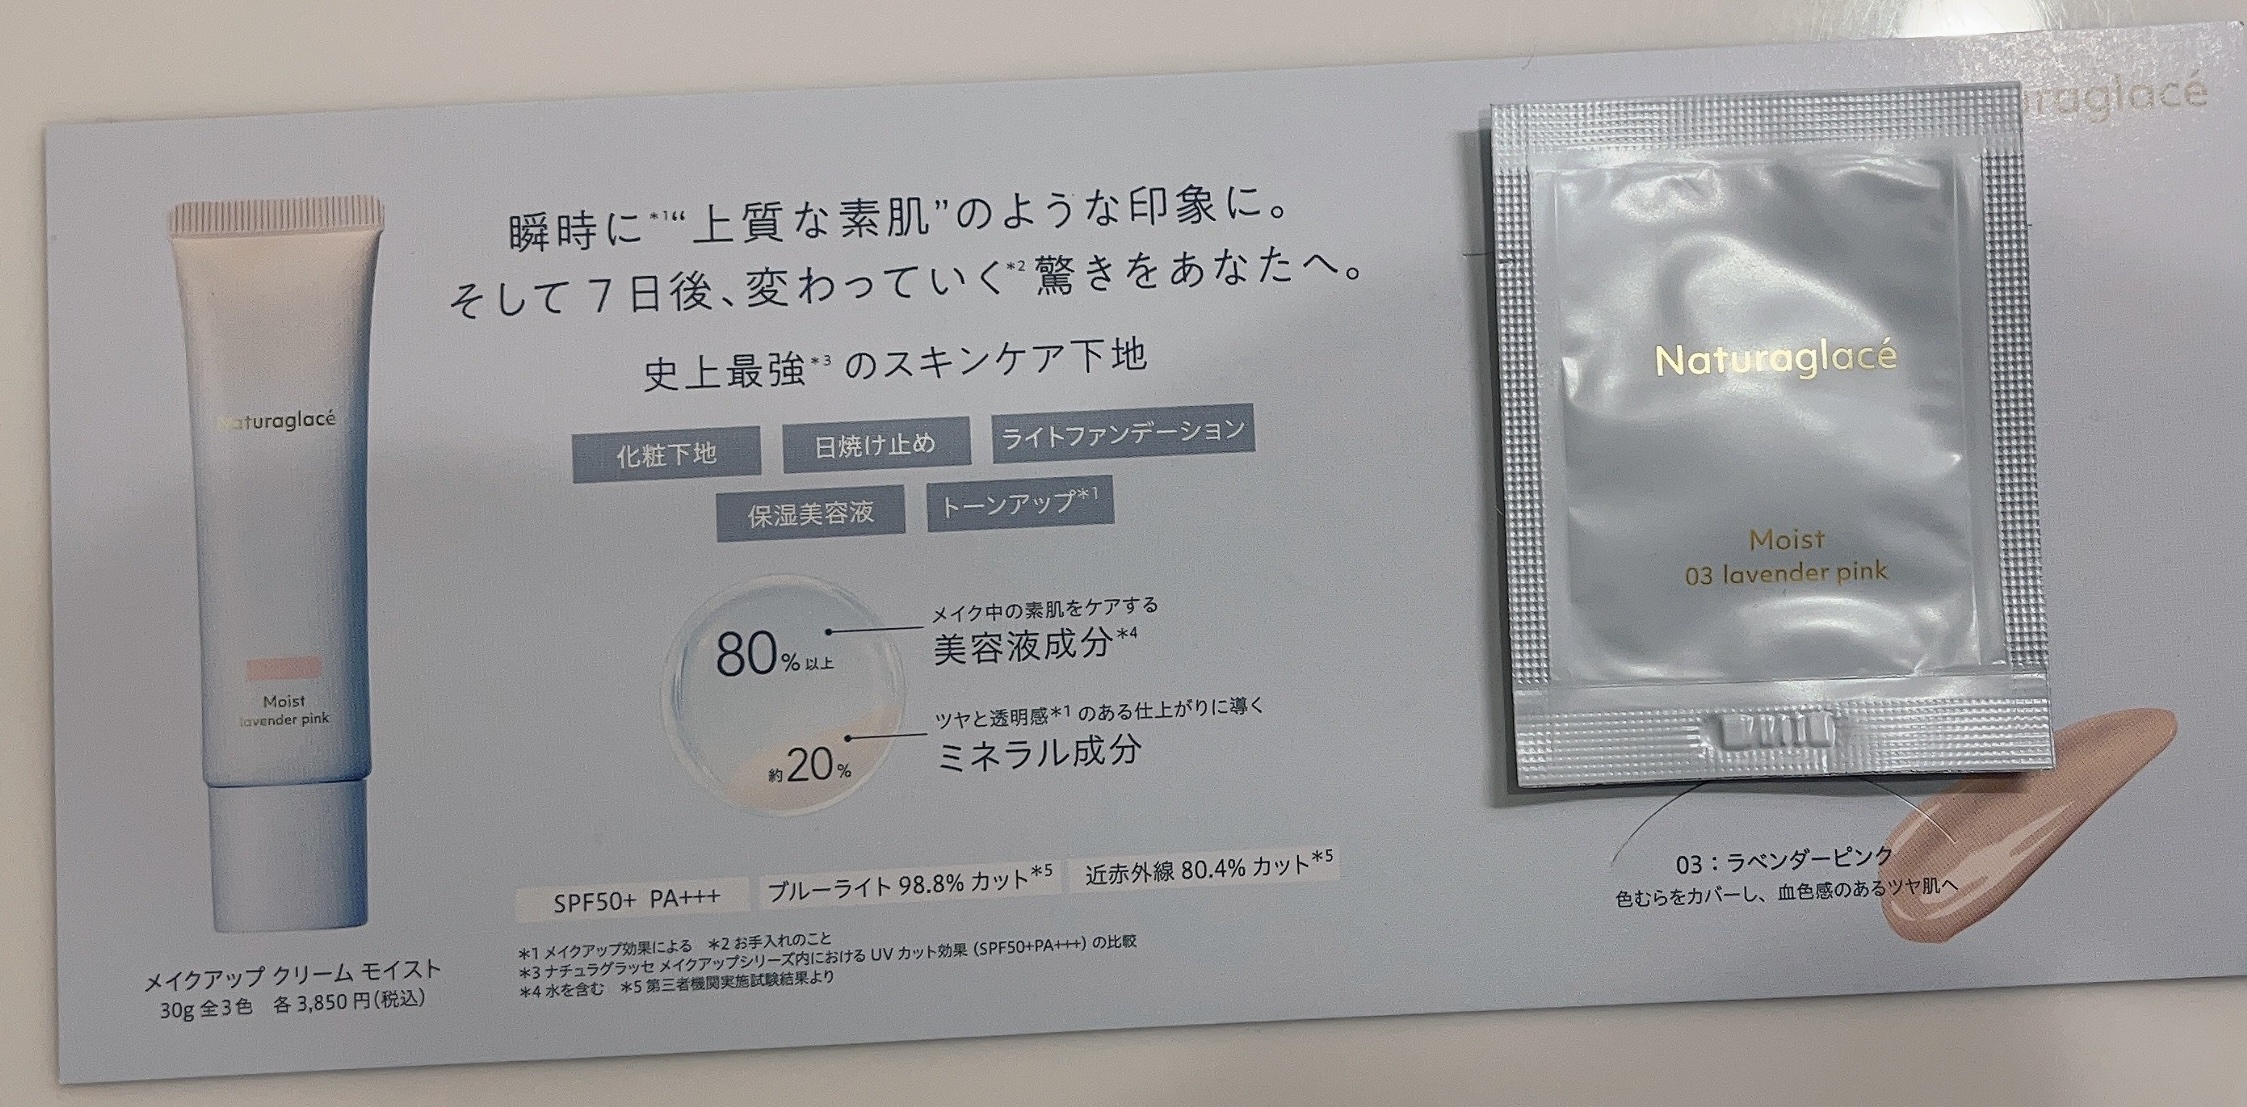 Naturaglacé
Moist
lavender pink
メイクアップ クリーム モイスト
30g 全3色 各 3,850 円(税込)
瞬時に*1“上質な素肌”のような印象に。
そして 7 日後、変わっていく*2 驚きをあなたへ。
史上最強*3 のスキンケア下地
化粧下地 日焼け止め ライトファンデーション
保湿美容液 トーンアップ*1
80%以上
メイク中の素肌をケアする
美容液成分*4
約20%
ツヤと透明感*1 のある仕上がりに導く
ミネラル成分
SPF50+ PA+++ ブルーライト 98.8% カット*5 近赤外線 80.4% カット*5
*1 メイクアップ効果による *2 お手入れのこと
*3 ナチュラグラッセ メイクアップシリーズ内における UV カット効果（SPF50+PA+++）の比較
*4 水を含む *5 第三者機関実施試験結果より
Naturaglacé
Moist
03 lavender pink
03：ラベンダーピンク
色むらをカバーし、血色感のあるツヤ肌へ